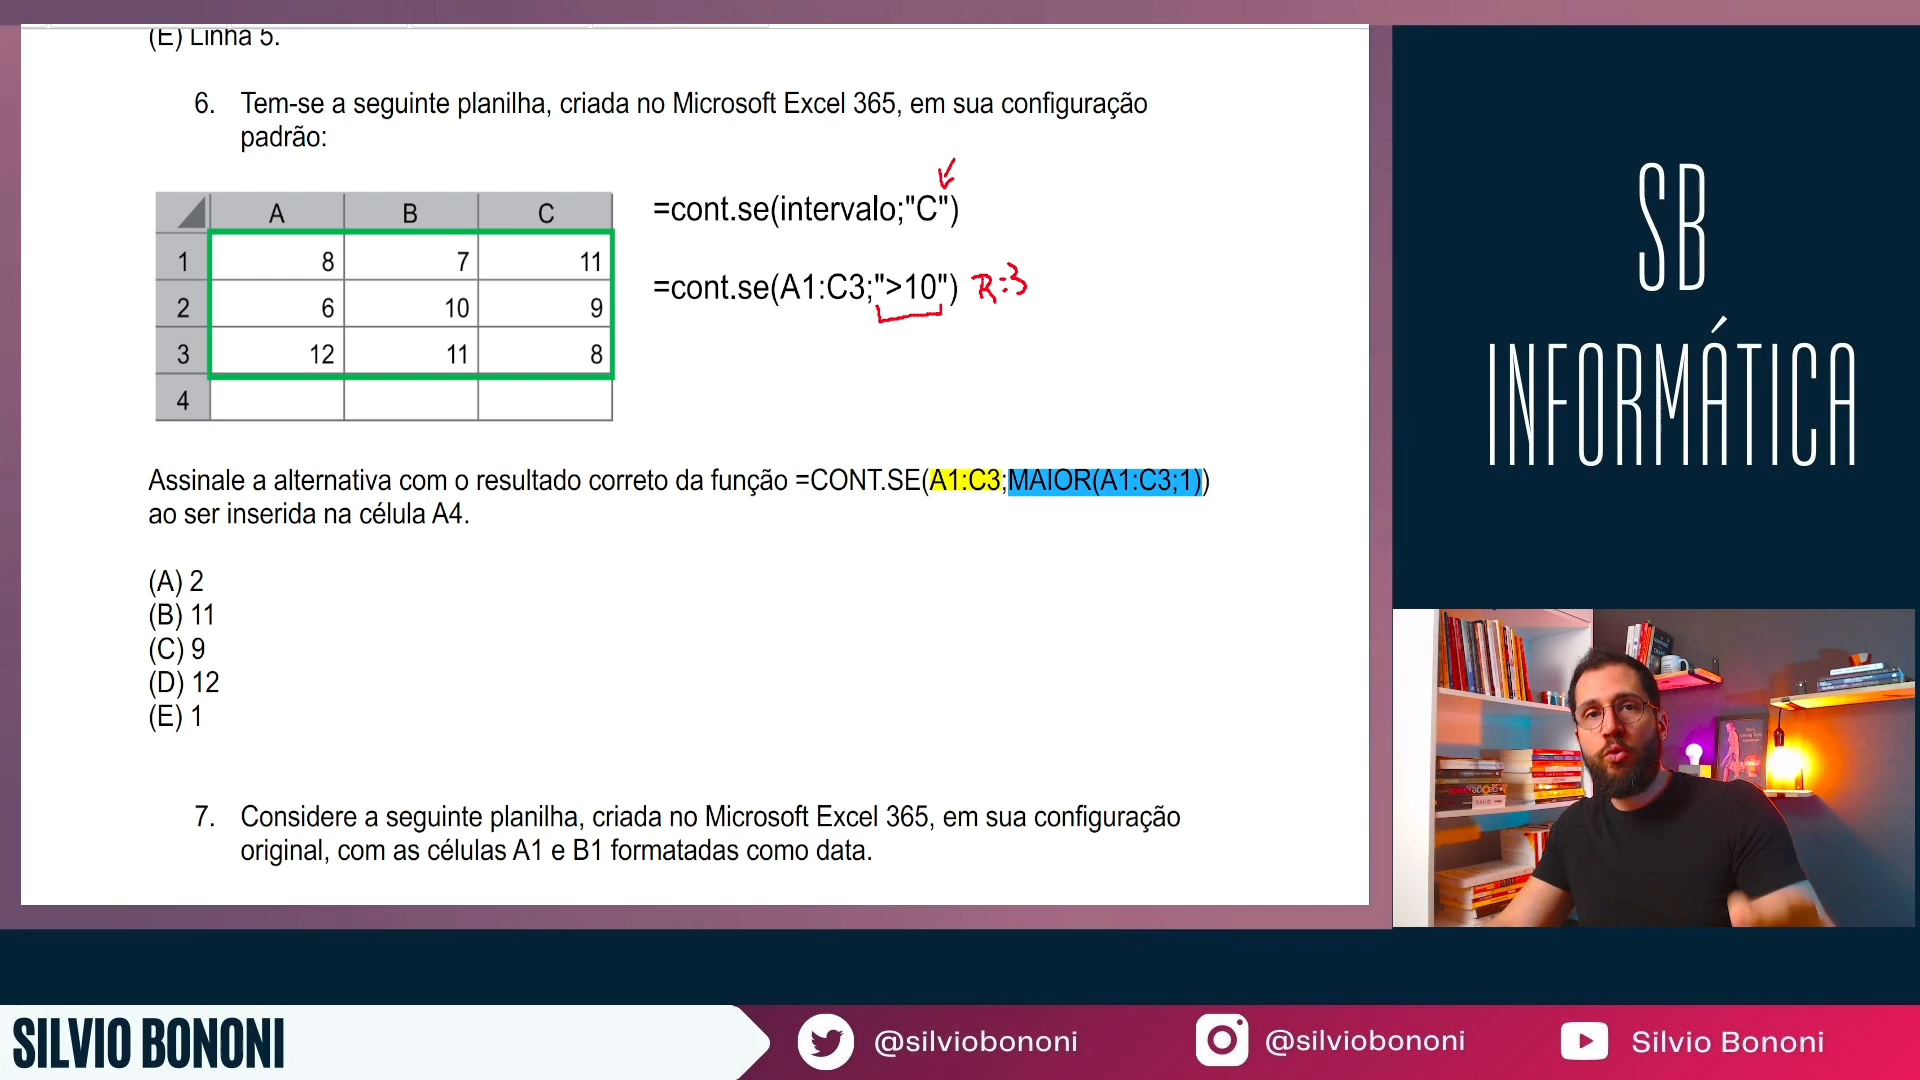 (E) Linha 5.
6. Tem-se a seguinte planilha, criada no Microsoft Excel 365, em sua configuração
padrão:
A B C
1 8 7 11
2 6 10 9
3 12 11 8
4
=cont.se(intervalo;"C")
=cont.se(A1:C3;">10") R=3
Assinale a alternativa com o resultado correto da função =CONT.SE(A1:C3;MAIOR(A1:C3;1))
ao ser inserida na célula A4.
(A) 2
(B) 11
(C) 9
(D) 12
(E) 1
7. Considere a seguinte planilha, criada no Microsoft Excel 365, em sua configuração
original, com as células A1 e B1 formatadas como data.
SB
INFORMÁTICA
SILVIO BONONI
@silviobononi
@silviobononi
Silvio Bononi